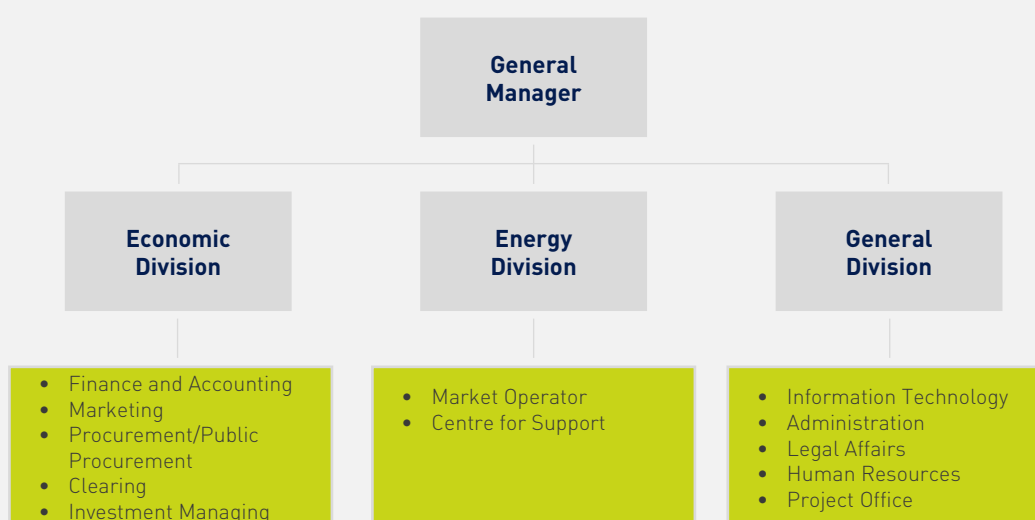 General
Manager
Economic
Division
Energy
Division
General
Division
• Finance and Accounting
• Marketing
• Procurement/Public
Procurement
• Clearing
• Investment Managing
• Market Operator
• Centre for Support
• Information Technology
• Administration
• Legal Affairs
• Human Resources
• Project Office